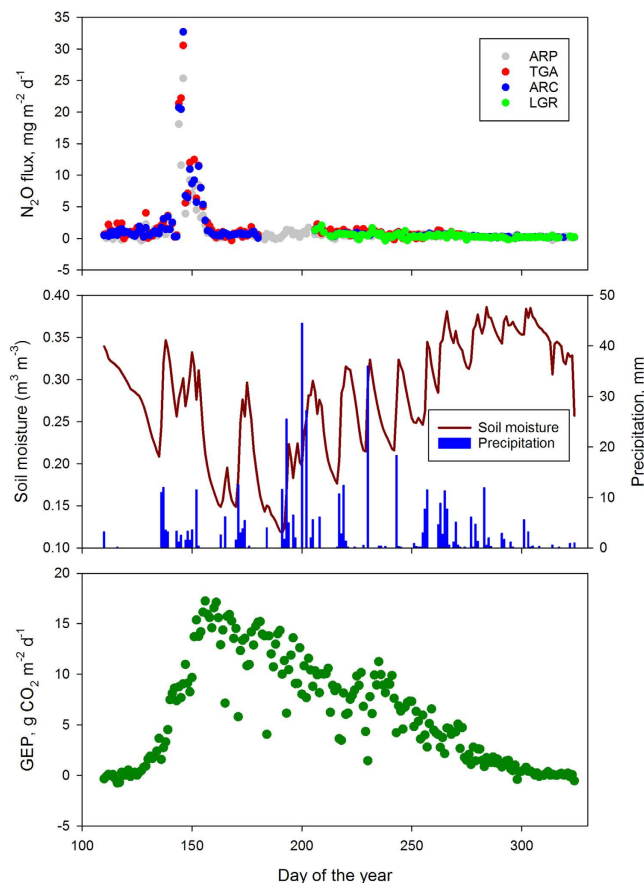 35
30
25
20
15
10
5
0
-5
N₂O flux, mg m⁻² d⁻¹
ARP
TGA
ARC
LGR
0.40
0.35
0.30
0.25
0.20
0.15
0.10
Soil moisture (m³ m⁻³)
Soil moisture
Precipitation
50
40
30
20
10
0
Precipitation, mm
20
15
10
5
0
-5
GEP, g CO₂ m⁻² d⁻¹
100 150 200 250 300
Day of the year